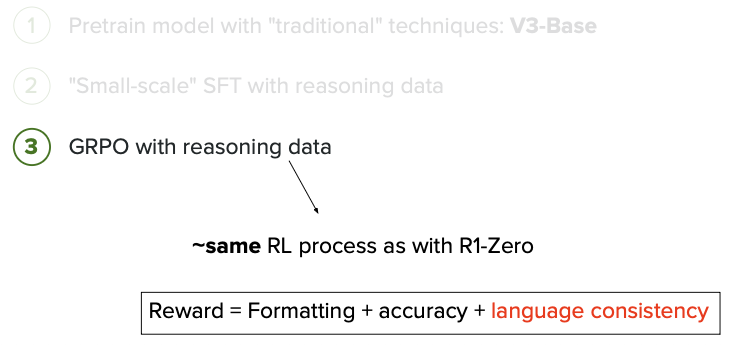 1 Pretrain model with "traditional" techniques: V3-Base
2 "Small-scale" SFT with reasoning data
3 GRPO with reasoning data
~same RL process as with R1-Zero
Reward = Formatting + accuracy + language consistency